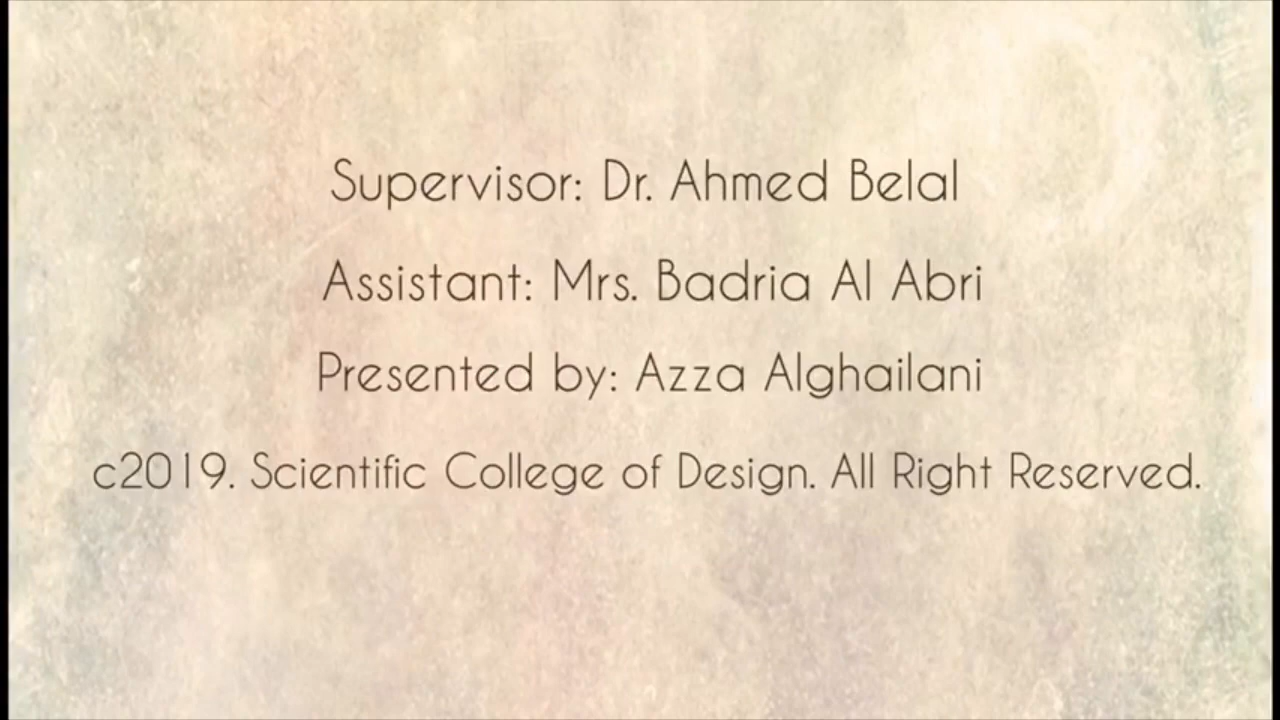 Supervisor: Dr. Ahmed Belal
Assistant: Mrs. Badria Al Abri
Presented by: Azza Alghailani
c2019. Scientific College of Design. All Right Reserved.